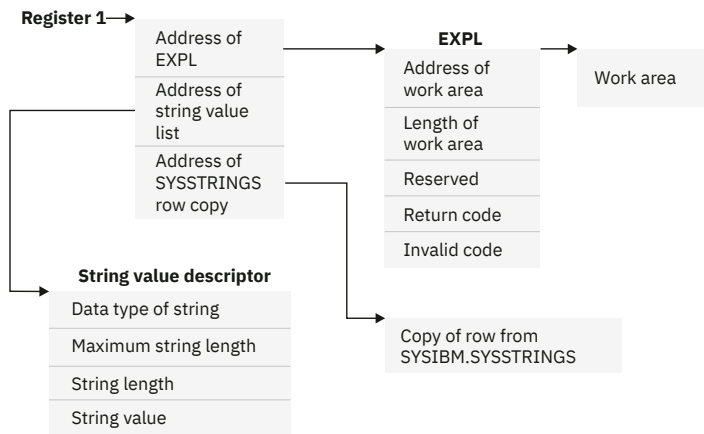 Register 1
Address of
EXPL
Address of
string value
list
Address of
SYSSTRINGS
row copy
EXPL
Address of
work area
Length of
work area
Reserved
Return code
Invalid code
Work area
String value descriptor
Data type of string
Maximum string length
String length
String value
Copy of row from
SYSIBM.SYSSTRINGS